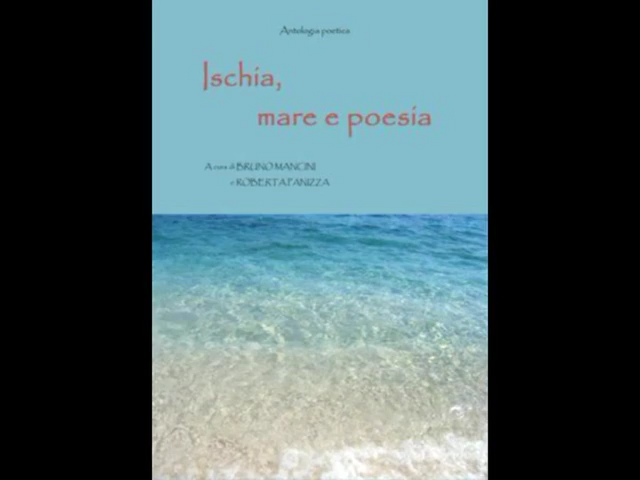 Antologia poetica
Ischia,
mare e poesia
A cura di BRUNO MANCINI
e ROBERTA PANIZZA